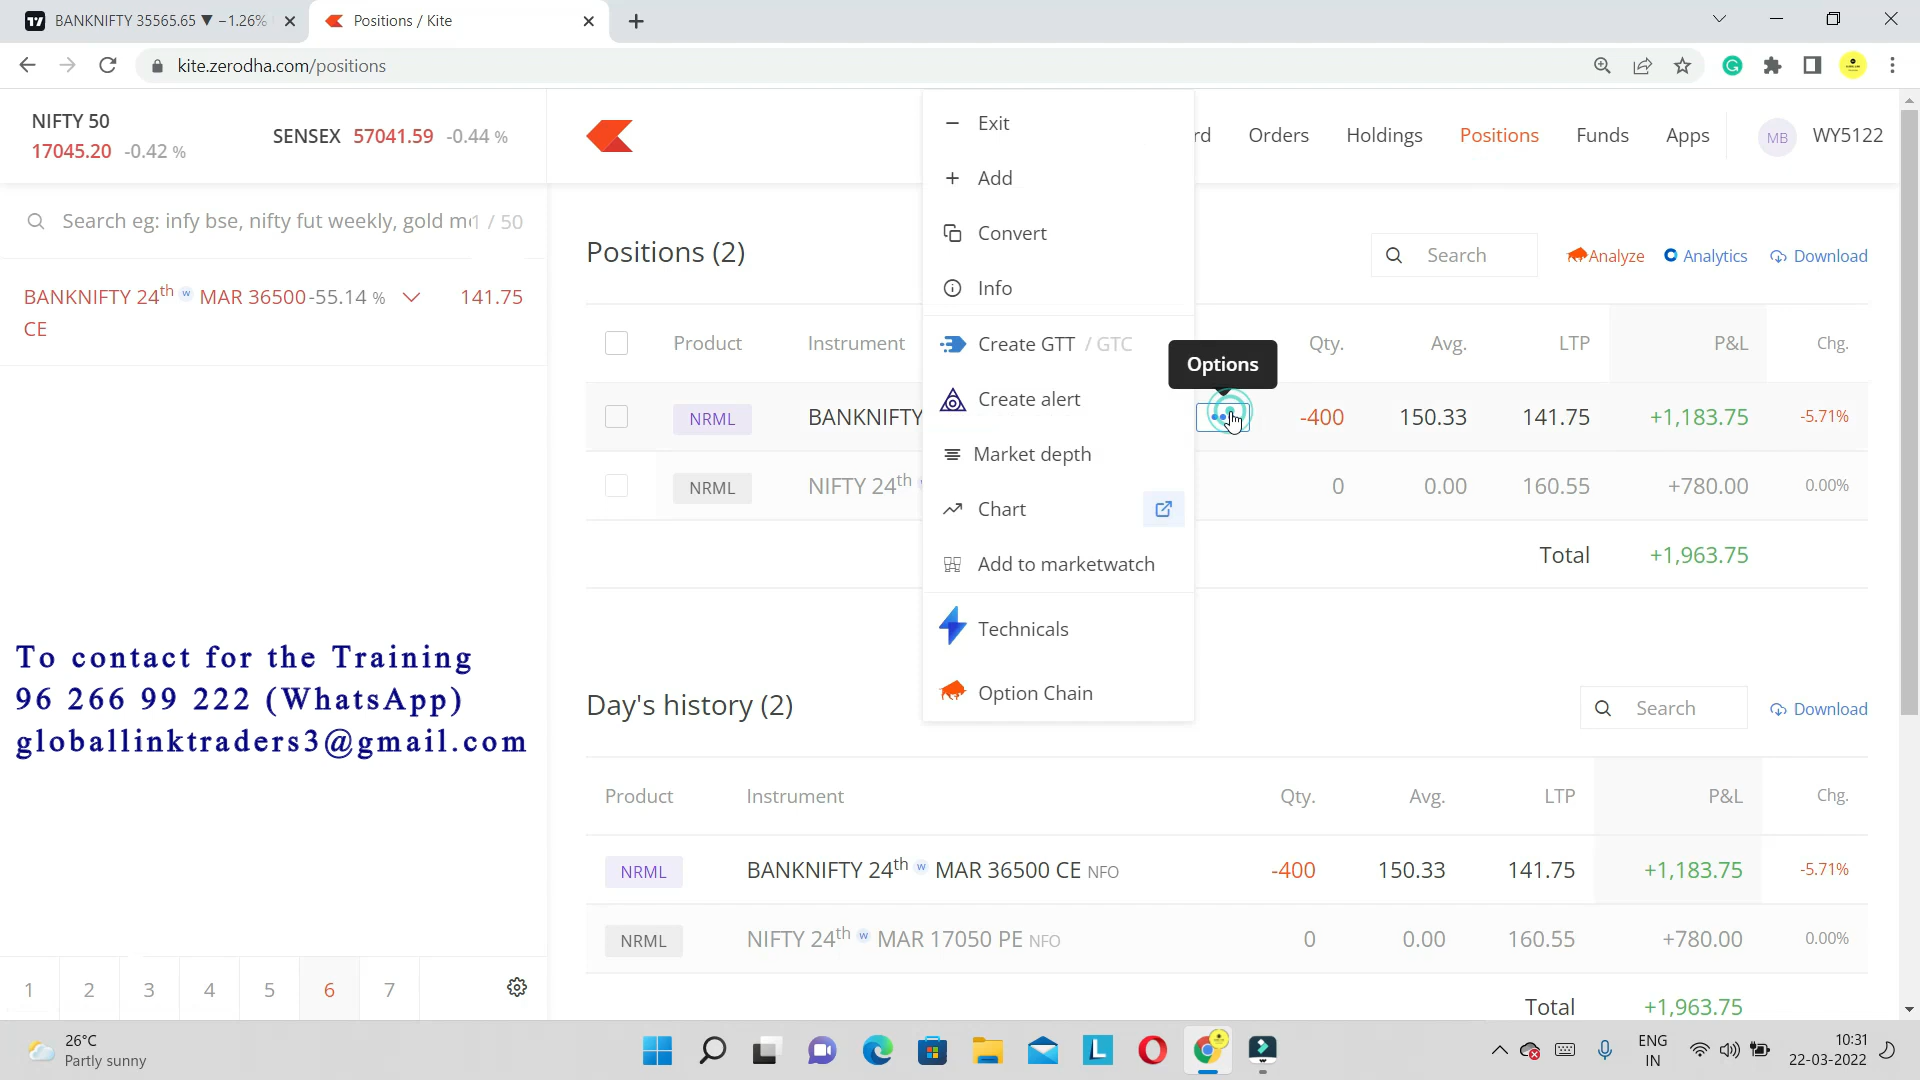 BANKNIFTY 35565.65 ▼ −1.26%
Positions / Kite
kite.zerodha.com/positions
NIFTY 50
17045.20 -0.42 %
SENSEX 57041.59 -0.44 %
rd Orders Holdings Positions Funds Apps MB WY5122
Search eg: infy bse, nifty fut weekly, gold m 1 / 50
BANKNIFTY 24th w MAR 36500 -55.14 % 141.75
CE
To contact for the Training
96 266 99 222 (WhatsApp)
globallinktraders3@gmail.com
1 2 3 4 5 6 7
Positions (2)
Search Analyze Analytics Download
Product Instrument Qty. Avg. LTP P&L Chg.
NRML BANKNIFTY -400 150.33 141.75 +1,183.75 -5.71%
NRML NIFTY 24th 0 0.00 160.55 +780.00 0.00%
Total +1,963.75
Exit
Add
Convert
Info
Create GTT / GTC
Create alert
Market depth
Chart
Add to marketwatch
Technicals
Option Chain
Options
Day's history (2)
Search Download
Product Instrument Qty. Avg. LTP P&L Chg.
NRML BANKNIFTY 24th w MAR 36500 CE NFO -400 150.33 141.75 +1,183.75 -5.71%
NRML NIFTY 24th w MAR 17050 PE NFO 0 0.00 160.55 +780.00 0.00%
Total +1,963.75
26°C
Partly sunny
ENG
IN
10:31
22-03-2022